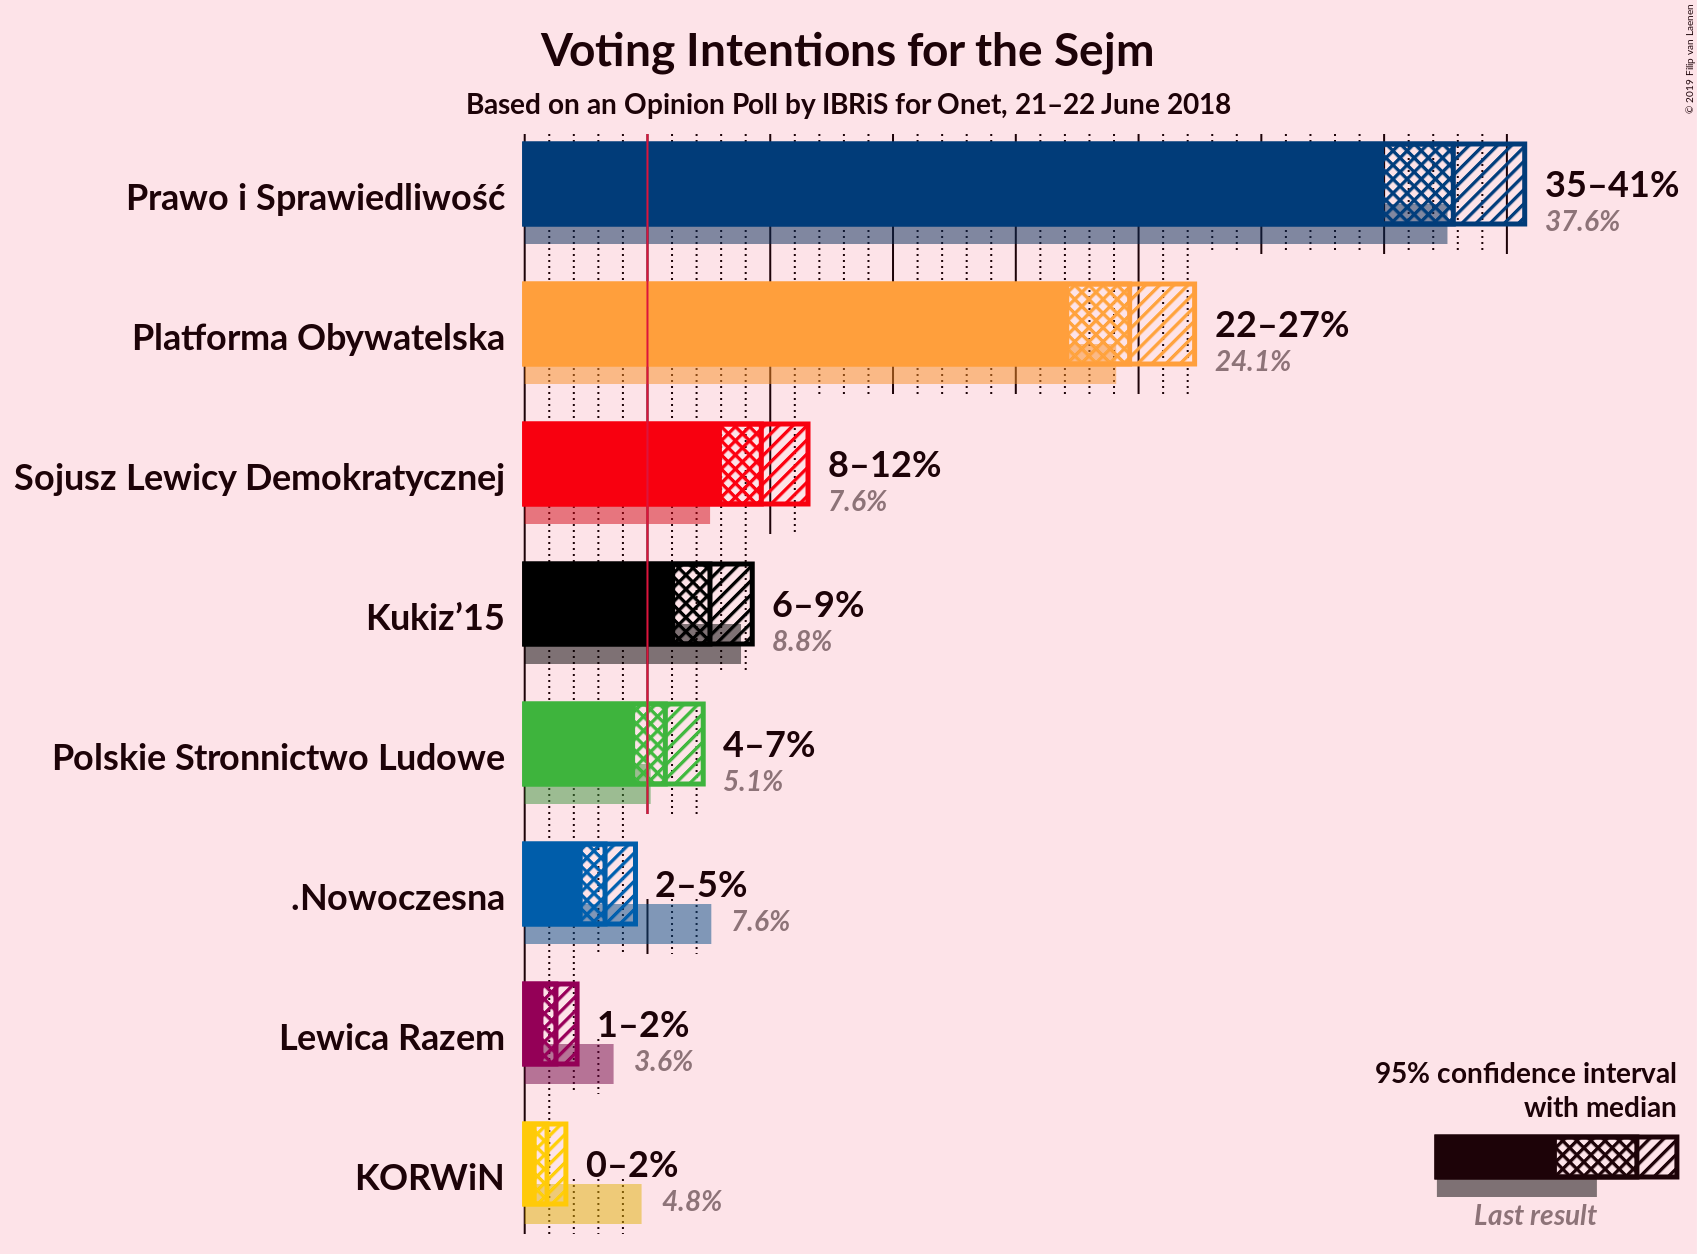 Voting Intentions for the Sejm
Based on an Opinion Poll by IBRiS for Onet, 21–22 June 2018
© 2019 Filip van Laenen
Prawo i Sprawiedliwość
35–41%
37.6%
Platforma Obywatelska
22–27%
24.1%
Sojusz Lewicy Demokratycznej
8–12%
7.6%
Kukiz’15
6–9%
8.8%
Polskie Stronnictwo Ludowe
4–7%
5.1%
.Nowoczesna
2–5%
7.6%
Lewica Razem
1–2%
3.6%
KORWiN
0–2%
4.8%
95% confidence interval
with median
Last result